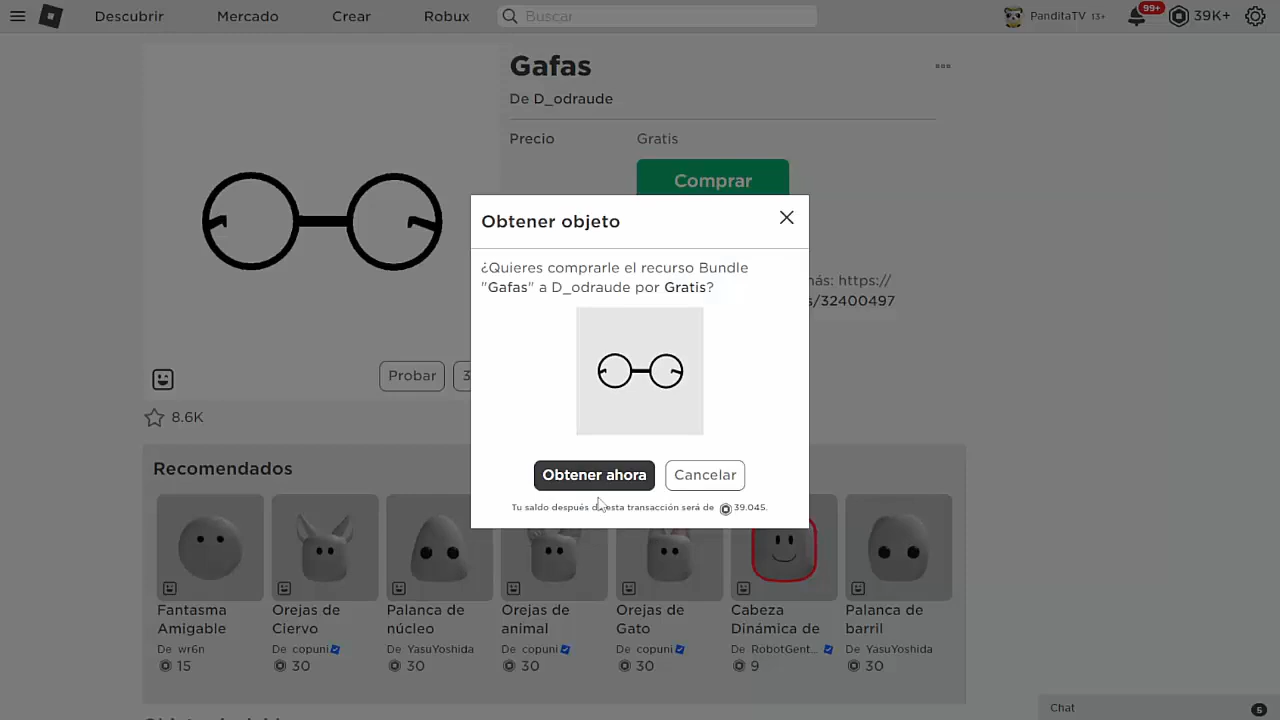 Descubrir
Mercado
Crear
Robux
Buscar
PanditaTV 13+
99+
39K+
Gafas
De D_odraude
Precio
Gratis
Comprar
Obtener objeto
¿Quieres comprarle el recurso Bundle
"Gafas" a D_odraude por Gratis?
más: https://
s/32400497
Probar
3
8.6K
Obtener ahora
Cancelar
Tu saldo después de esta transacción será de 39.045.
Recomendados
Fantasma
Amigable
De wr6n
15
Orejas de
Ciervo
De copuni
30
Palanca de
núcleo
De YasuYoshida
30
Orejas de
animal
De copuni
30
Orejas de
Gato
De copuni
30
Cabeza
Dinámica de
De RobotGent...
9
Palanca de
barril
De YasuYoshida
30
Chat
5